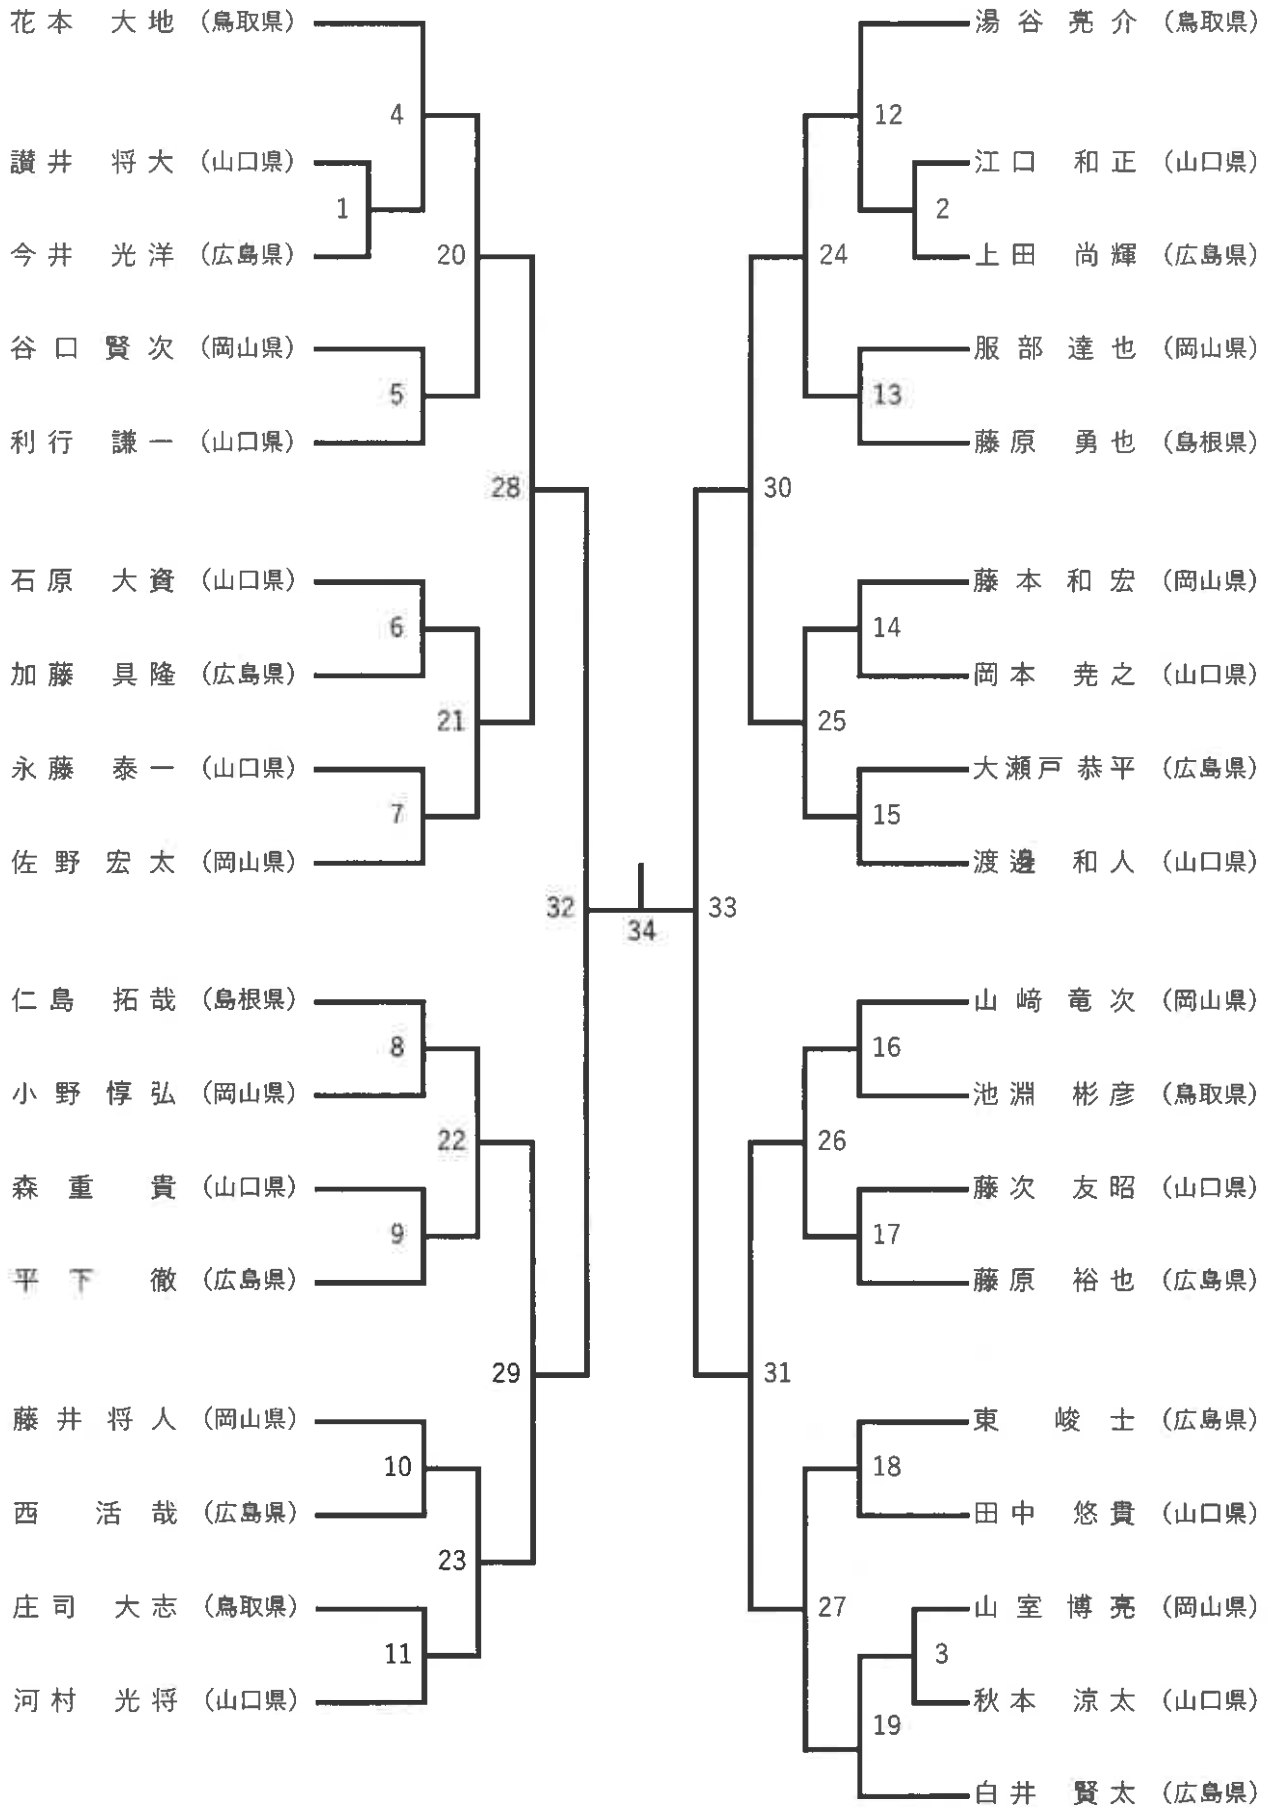 花本 大地 (鳥取県)
4
讃井 将大 (山口県)
1
今井 光洋 (広島県)
20
谷口 賢次 (岡山県)
5
利行 謙一 (山口県)
28
石原 大資 (山口県)
6
加藤 具隆 (広島県)
21
永藤 泰一 (山口県)
7
佐野 宏太 (岡山県)
32
仁島 拓哉 (島根県)
8
小野 惇弘 (岡山県)
22
森重 貴 (山口県)
9
平下 徹 (広島県)
29
藤井 将人 (岡山県)
10
西 活哉 (広島県)
23
庄司 大志 (鳥取県)
11
河村 光将 (山口県)
34
湯谷 亮介 (鳥取県)
12
江口 和正 (山口県)
2
上田 尚輝 (広島県)
24
服部 達也 (岡山県)
13
藤原 勇也 (島根県)
30
藤本 和宏 (岡山県)
14
岡本 尭之 (山口県)
25
大瀬戸 恭平 (広島県)
15
渡邊 和人 (山口県)
33
山﨑 竜次 (岡山県)
16
池淵 彬彦 (鳥取県)
26
藤次 友昭 (山口県)
17
藤原 裕也 (広島県)
31
東 峻士 (広島県)
18
田中 悠貴 (山口県)
27
山室 博亮 (岡山県)
3
秋本 涼太 (山口県)
19
白井 賢太 (広島県)